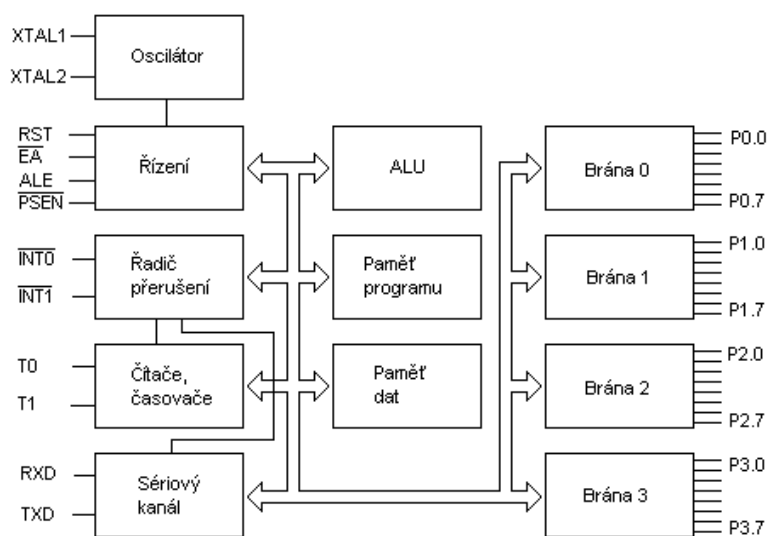 XTAL1
XTAL2
Oscilátor
RST
EA
ALE
PSEN
Řízení
ALU
Brána 0
P0.0
P0.7
INT0
INT1
Řadič
přerušení
Paměť
programu
Brána 1
P1.0
P1.7
T0
T1
Čítače,
časovače
Paměť
dat
Brána 2
P2.0
P2.7
RXD
TXD
Sériový
kanál
Brána 3
P3.0
P3.7